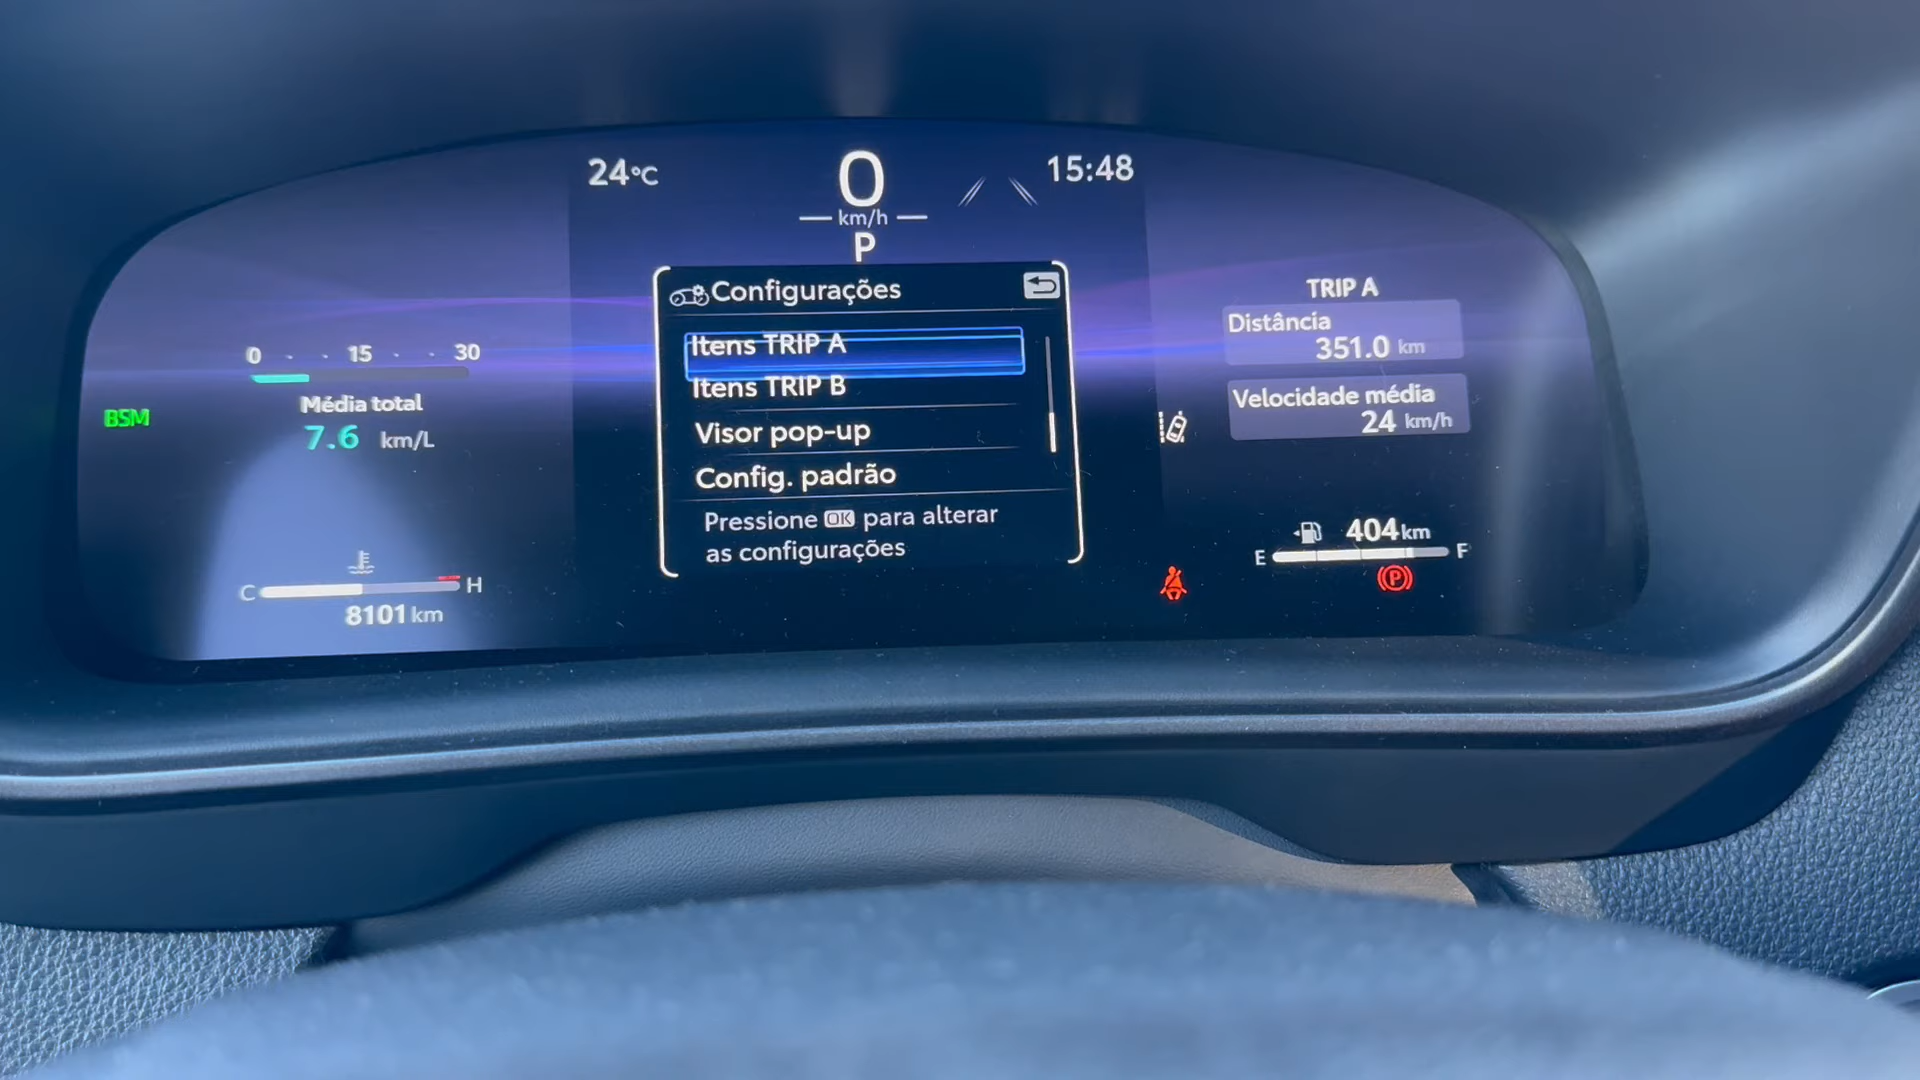 24°C
0
km/h
P
15:48
Configurações
Itens TRIP A
Itens TRIP B
Visor pop-up
Config. padrão
Pressione OK para alterar
as configurações
0 15 30
Média total
7.6 km/L
BSM
C H
8101 km
TRIP A
Distância
351.0 km
Velocidade média
24 km/h
404 km
E F
P